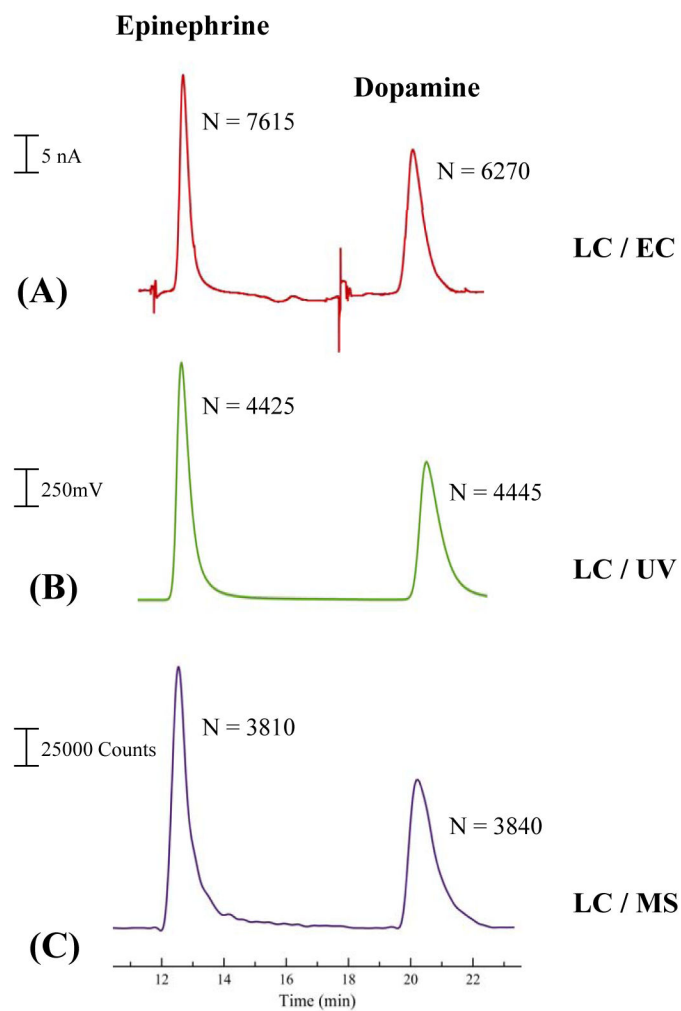 Epinephrine
Dopamine
N = 7615
5 nA
N = 6270
LC / EC
(A)
N = 4425
250mV
N = 4445
LC / UV
(B)
N = 3810
25000 Counts
N = 3840
LC / MS
(C)
12 14 16 18 20 22
Time (min)